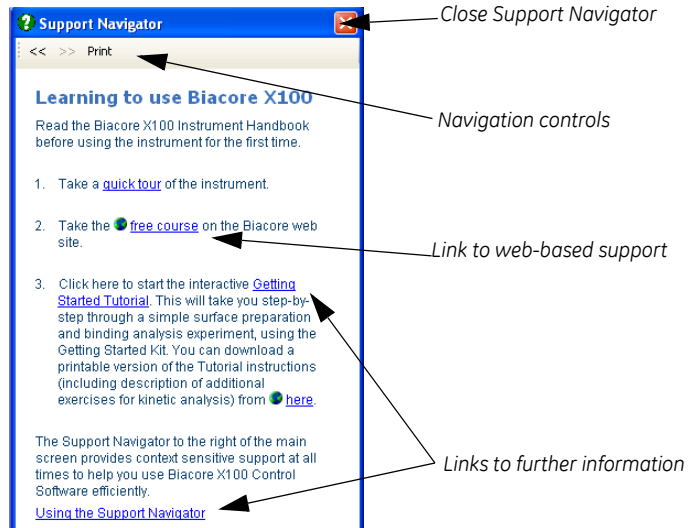 Support Navigator
Close Support Navigator
<< >> Print
Learning to use Biacore X100
Read the Biacore X100 Instrument Handbook
before using the instrument for the first time.
Navigation controls
1. Take a quick tour of the instrument.
2. Take the free course on the Biacore web
site.
Link to web-based support
3. Click here to start the interactive Getting
Started Tutorial. This will take you step-by-
step through a simple surface preparation
and binding analysis experiment, using the
Getting Started Kit. You can download a
printable version of the Tutorial instructions
(including description of additional
exercises for kinetic analysis) from here.
The Support Navigator to the right of the main
screen provides context sensitive support at all
times to help you use Biacore X100 Control
Software efficiently.
Links to further information
Using the Support Navigator